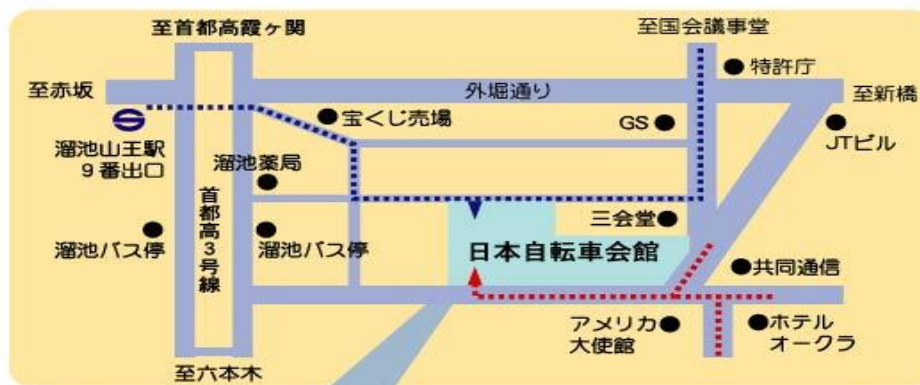 至首都高霞ヶ関
至国会議事堂
特許庁
至赤坂
外堀通り
至新橋
宝くじ売場
GS
JTビル
溜池山王駅
9番出口
溜池薬局
首都高3号線
三会堂
溜池バス停
溜池バス停
日本自転車会館
共同通信
アメリカ
大使館
ホテル
オークラ
至六本木